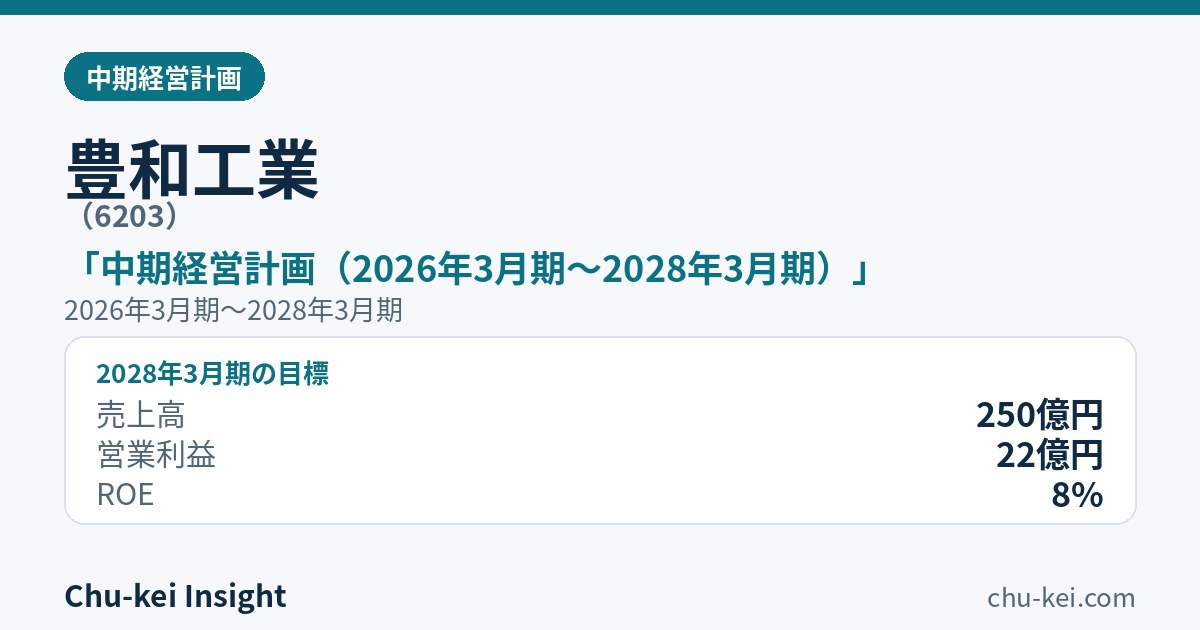 中期経営計画
豊和工業
（6203）
「中期経営計画（2026年3月期～2028年3月期）」
2026年3月期～2028年3月期
2028年3月期の目標
売上高 250億円
営業利益 22億円
ROE 8%
Chu-kei Insight chu-kei.com